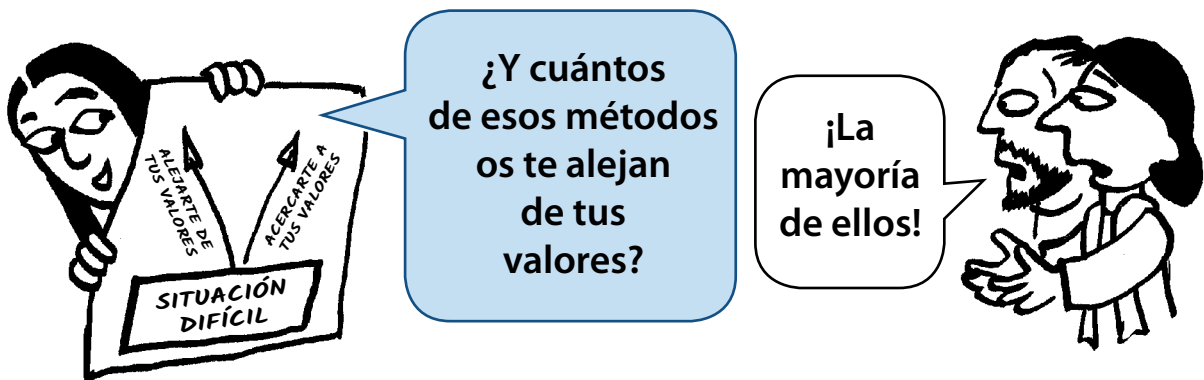 ALEJARTE DE
TUS VALORES
ACERCARTE A
TUS VALORES
SITUACIÓN
DIFÍCIL
¿Y cuántos
de esos métodos
os te alejan
de tus
valores?
¡La
mayoría
de ellos!